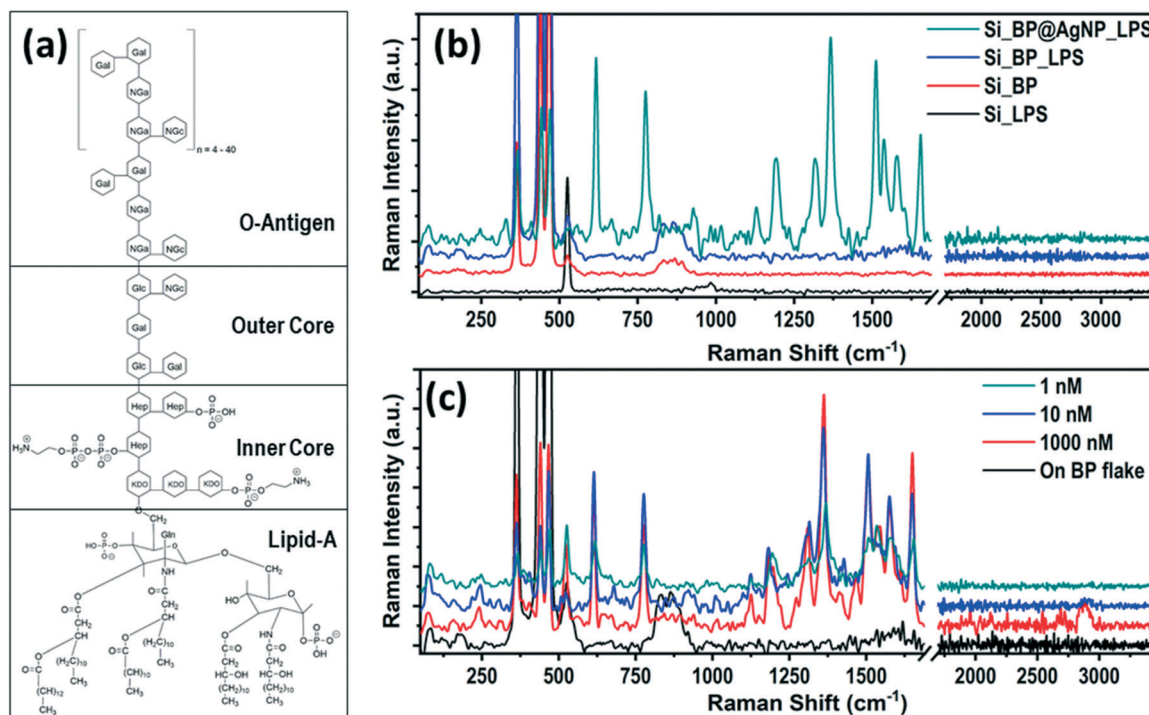 (a)
Gal
Gal
NGa
NGa
NGc
n = 4 - 40
Gal
Gal
NGa
O-Antigen
NGa
NGc
Glc
NGc
Outer Core
Gal
Glc
Gal
Hep
Hep
Inner Core
Hep
KDO
KDO
KDO
Lipid-A
Gln
(b)
Si_BP@AgNP_LPS
Si_BP_LPS
Si_BP
Si_LPS
Raman Intensity (a.u.)
250 500 750 1000 1250 1500 2000 2500 3000
Raman Shift (cm⁻¹)
(c)
1 nM
10 nM
1000 nM
On BP flake
Raman Intensity (a.u.)
250 500 750 1000 1250 1500 2000 2500 3000
Raman Shift (cm⁻¹)